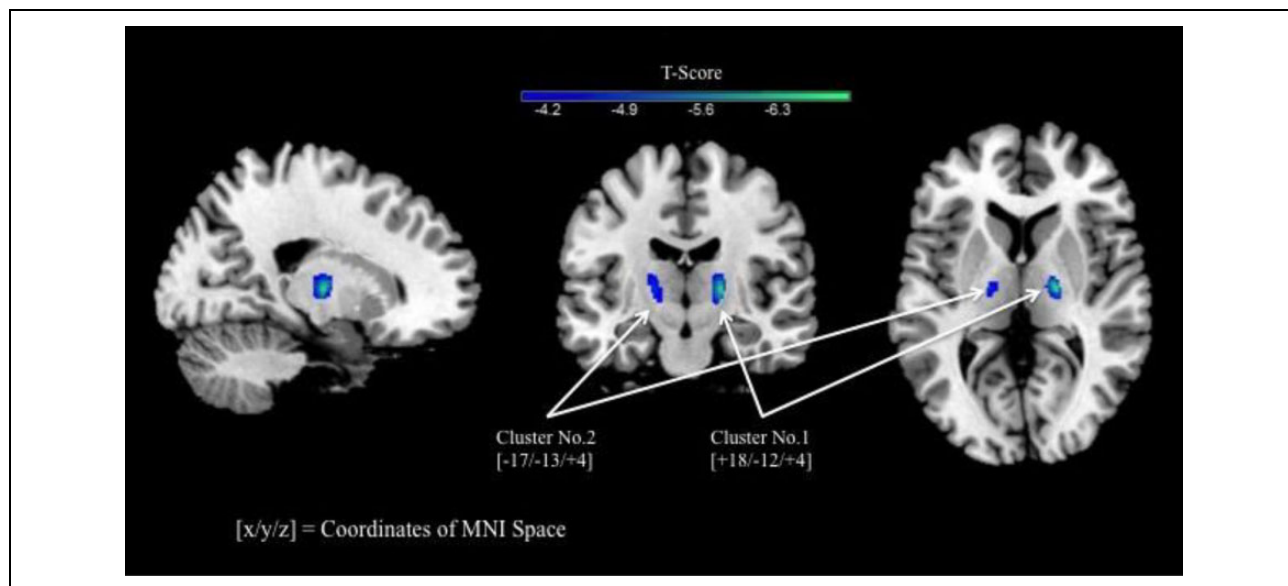 T-Score
-4.2 -4.9 -5.6 -6.3
Cluster No.2
[-17/-13/+4]
Cluster No.1
[+18/-12/+4]
[x/y/z] = Coordinates of MNI Space